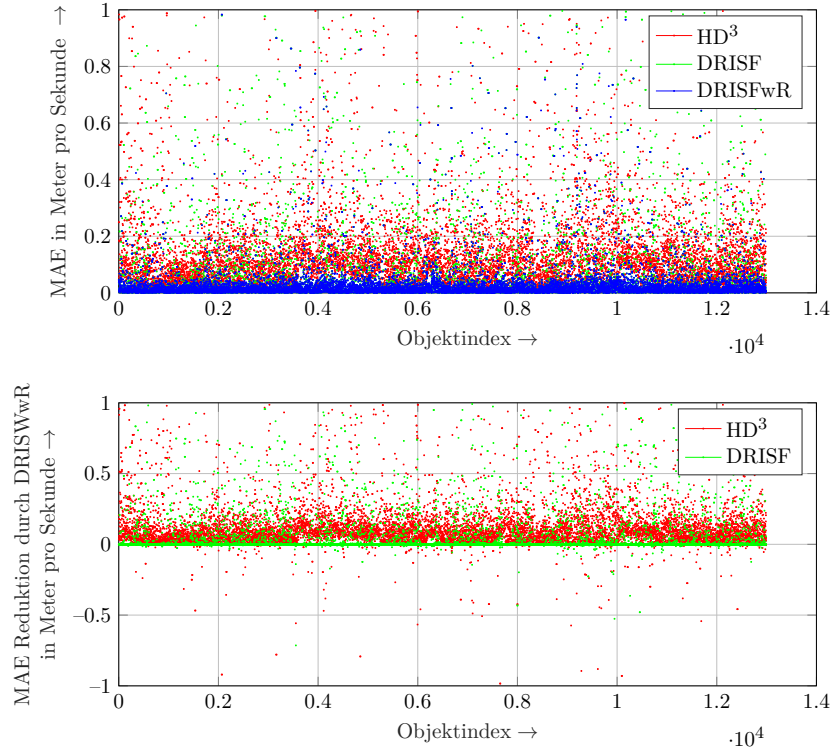 MAE in Meter pro Sekunde →
1
0.8
0.6
0.4
0.2
0
HD³
DRISF
DRISFwR
0 0.2 0.4 0.6 0.8 1 1.2 1.4
Objektindex →
·10⁴
MAE Reduktion durch DRISWwR
in Meter pro Sekunde →
1
0.5
0
−0.5
−1
HD³
DRISF
0 0.2 0.4 0.6 0.8 1 1.2 1.4
Objektindex →
·10⁴